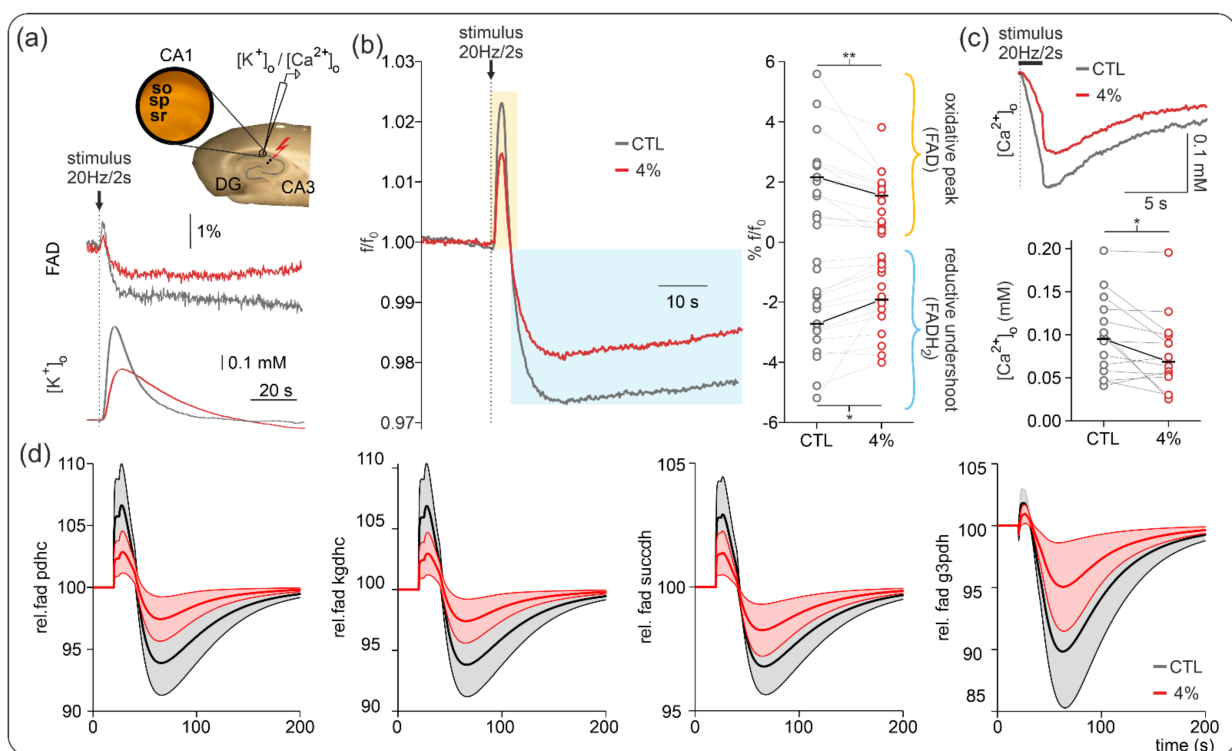 (a)
CA1
so
sp
sr
[K⁺]ₒ / [Ca²⁺]ₒ
DG
CA3
stimulus
20Hz/2s
1%
FAD
[K⁺]ₒ
0.1 mM
20 s
(b)
stimulus
20Hz/2s
1.04
1.03
1.02
1.01
1.00
0.99
0.98
0.97
f/f₀
CTL
4%
10 s
**
6
4
2
0
-2
-4
-6
% f/f₀
CTL
4%
*
oxidative peak
(FAD)
reductive undershoot
(FADH₂)
(c)
stimulus
20Hz/2s
CTL
4%
[Ca²⁺]ₒ
0.1 mM
5 s
*
0.20
0.15
0.10
0.05
0.00
[Ca²⁺]ₒ (mM)
CTL
4%
(d)
110
105
100
95
90
rel.fad pdhc
0
100
200
110
105
100
95
90
rel.fad kgdhc
0
100
200
105
100
95
rel. fad succdh
0
100
200
105
100
95
90
85
rel. fad g3pph
CTL
4%
0
100
200
time (s)